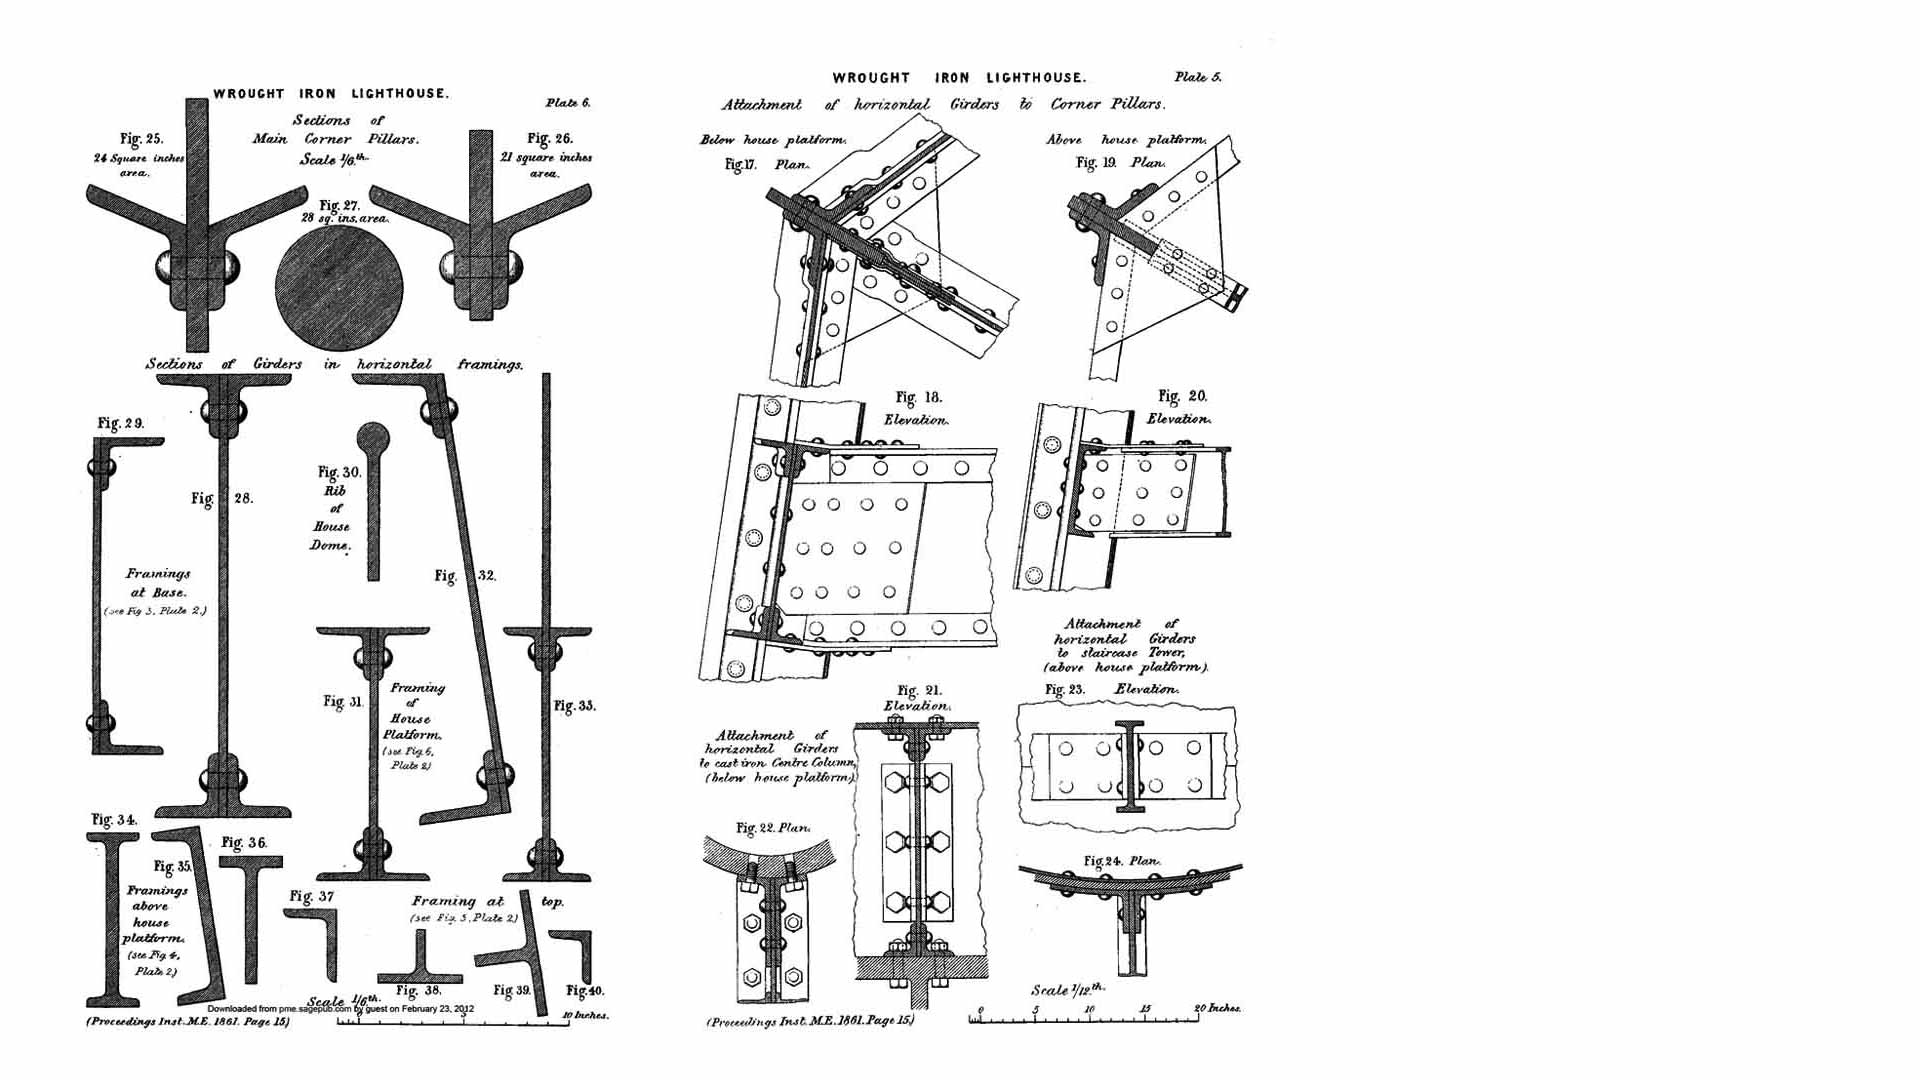 WROUGHT IRON LIGHTHOUSE.
Plate 6.
Sections of
Main Corner Pillars.
Scale 1/6th.
Fig. 25.
24 Square inches
area.
Fig. 26.
21 square inches
area.
Fig. 27.
28 sq. ins. area.
Sections of Girders in horizontal framings.
Fig. 29.
Fig. 28.
Fig. 30.
Rib
of
House
Dome.
Fig. 32.
Framings
at Base.
(see Fig 3, Plate 2.)
Fig. 31.
Framing
of
House
Platform.
(see Fig. 6,
Plate 2)
Fig. 33.
Fig. 34.
Fig. 35.
Fig. 36.
Framings
above
house
platform.
(see Fig. 4,
Plate 2.)
Fig. 37
Framing at top.
(see Fig. 5, Plate 2)
Fig. 38.
Fig. 39.
Fig. 40.
Scale 1/6th.
Downloaded from pme.sagepub.com by guest on February 23, 2012
(Proceedings Inst. M.E. 1861. Page 15)
0 5 10 Inches.
WROUGHT IRON LIGHTHOUSE.
Plate 5.
Attachment of horizontal Girders to Corner Pillars.
Below house platform.
Fig. 17. Plan.
Above house platform.
Fig. 19. Plan.
Fig. 18.
Elevation.
Fig. 20.
Elevation.
Attachment of
horizontal Girders
to staircase Tower,
(above house platform).
Fig. 21.
Elevation.
Fig. 23. Elevation.
Attachment of
horizontal Girders
to cast iron Centre Column,
(below house platform)
Fig. 22. Plan.
Fig. 24. Plan.
Scale 1/12th.
(Proceedings Inst. M.E. 1861. Page 15.)
0 5 10 15 20 Inches.